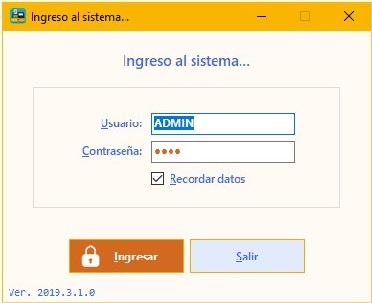 Ingreso al sistema...
Ingreso al sistema...
Usuario: ADMIN
Contraseña: ••••
Recordar datos
Ingresar Salir
Ver. 2019.3.1.0